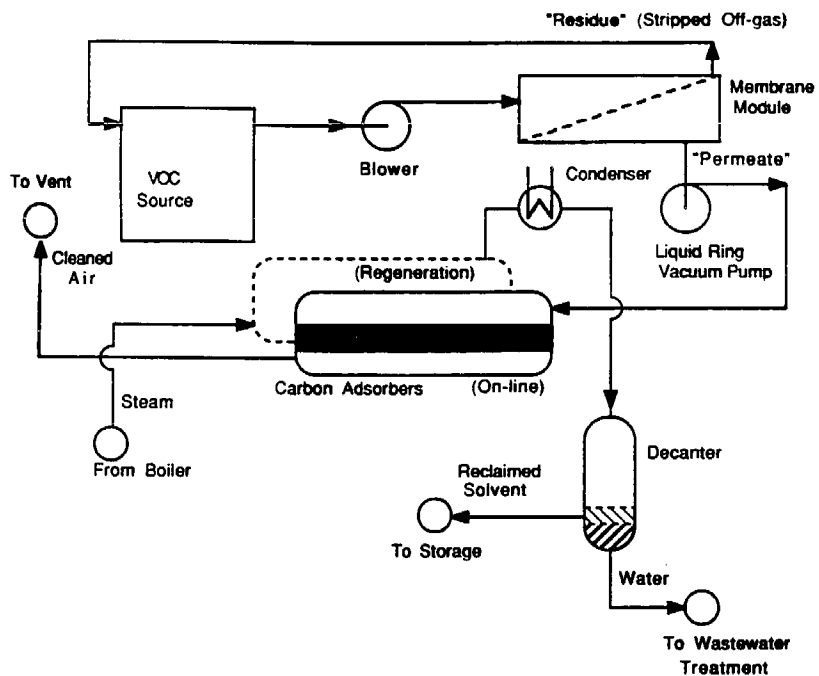 "Residue" (Stripped Off-gas)
Membrane
Module
VOC
Source
Blower
"Permeate"
Condenser
To Vent
Liquid Ring
Vacuum Pump
Cleaned
Air
(Regeneration)
Carbon Adsorbers
(On-line)
Steam
From Boiler
Decanter
Reclaimed
Solvent
To Storage
Water
To Wastewater
Treatment